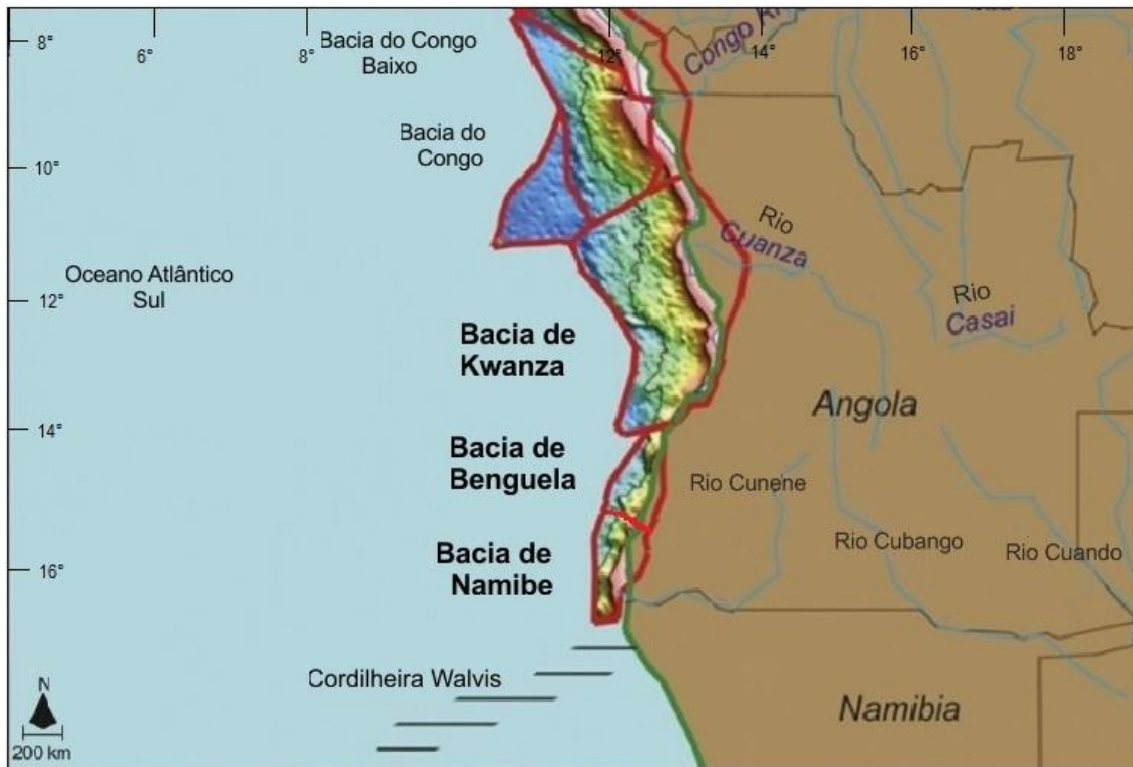 6°
8°
12°
14°
16°
18°
8°
10°
12°
14°
16°
Bacia do Congo
Baixo
Congo
Bacia do
Congo
Oceano Atlântico
Sul
Rio
Cuanza
Rio
Casai
Bacia de
Kwanza
Angola
Bacia de
Benguela
Rio Cunene
Rio Cubango
Rio Cuando
Bacia de
Namibe
Cordilheira Walvis
Namibia
N
200 km